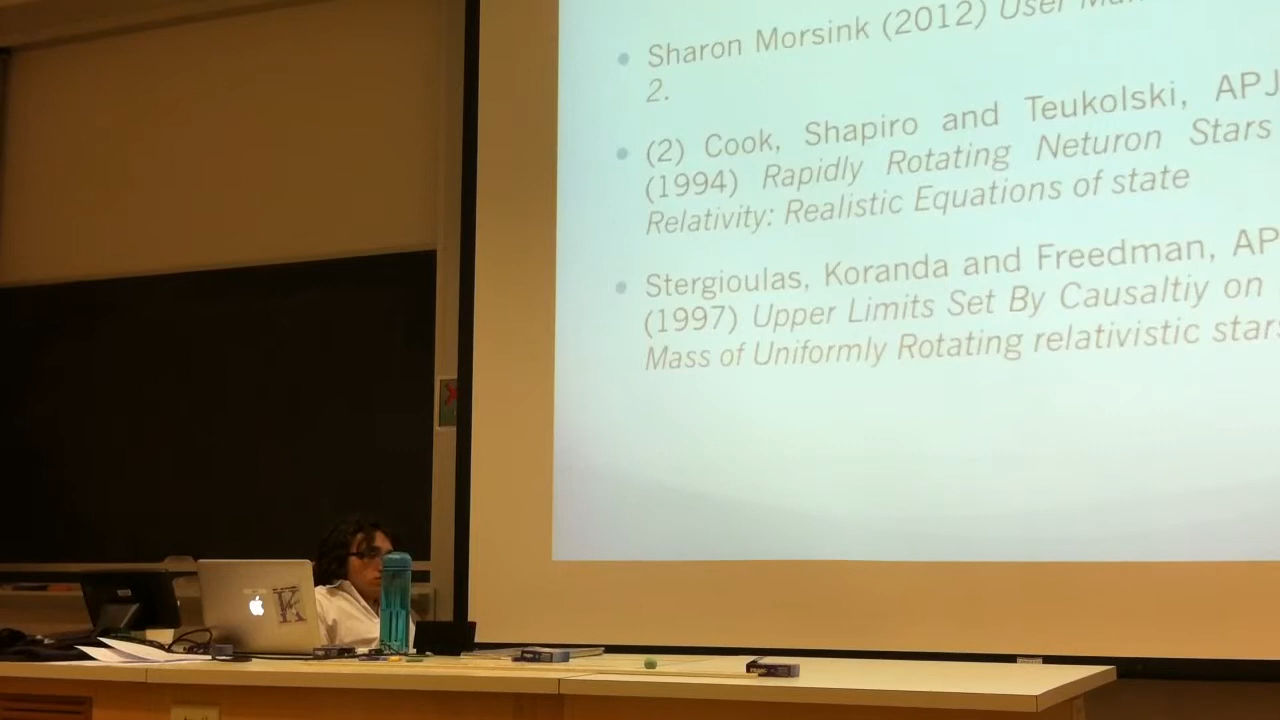 Sharon Morsink (2012) User
2.
(2) Cook, Shapiro and Teukolski, APJ
(1994) Rapidly Rotating Neturon Stars
Relativity: Realistic Equations of state
Stergioulas, Koranda and Freedman, AP
(1997) Upper Limits Set By Causaltiy on
Mass of Uniformly Rotating relativistic stars
K